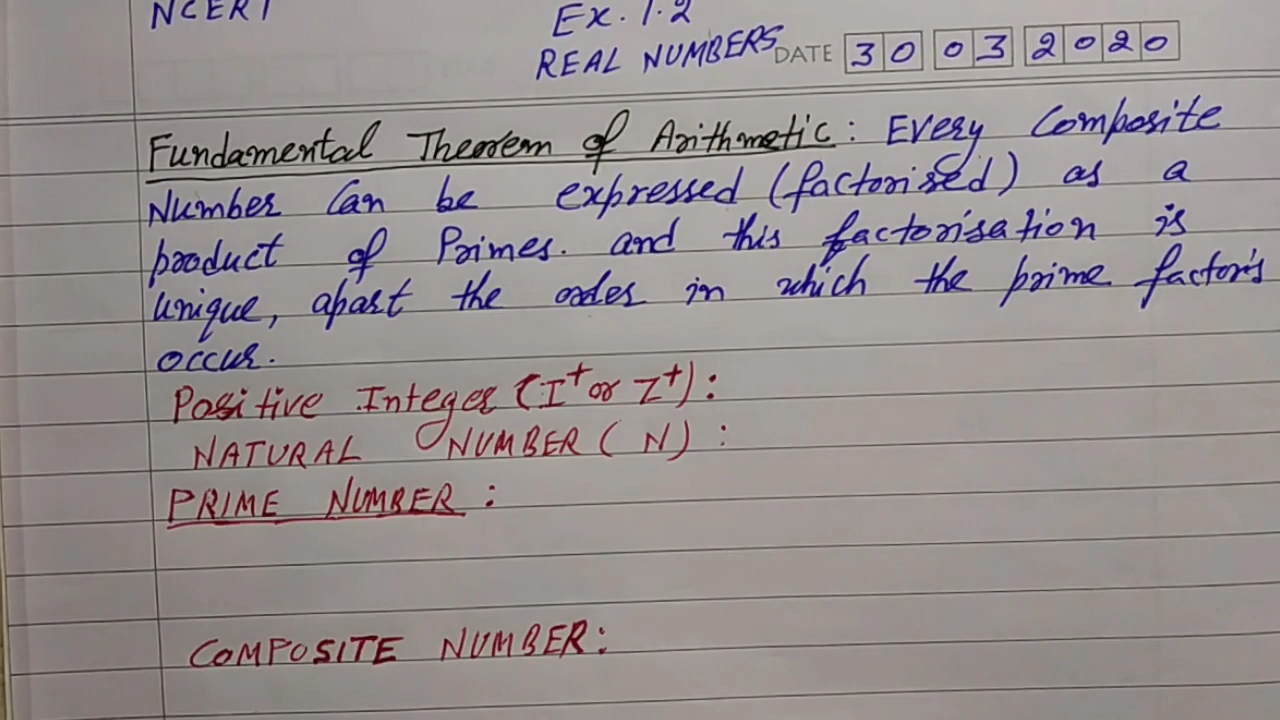 NCERT
Ex. 1.2
REAL NUMBERS
DATE 30 03 2020
Fundamental Theorem of Arithmetic: Every Composite
Number Can be expressed (factorised) as a
product of Primes. and this factorisation is
unique, apart the order in which the prime factors
occur.
Positive Integer (I⁺ or Z⁺):
NATURAL NUMBER (N) :
PRIME NUMBER :
COMPOSITE NUMBER: